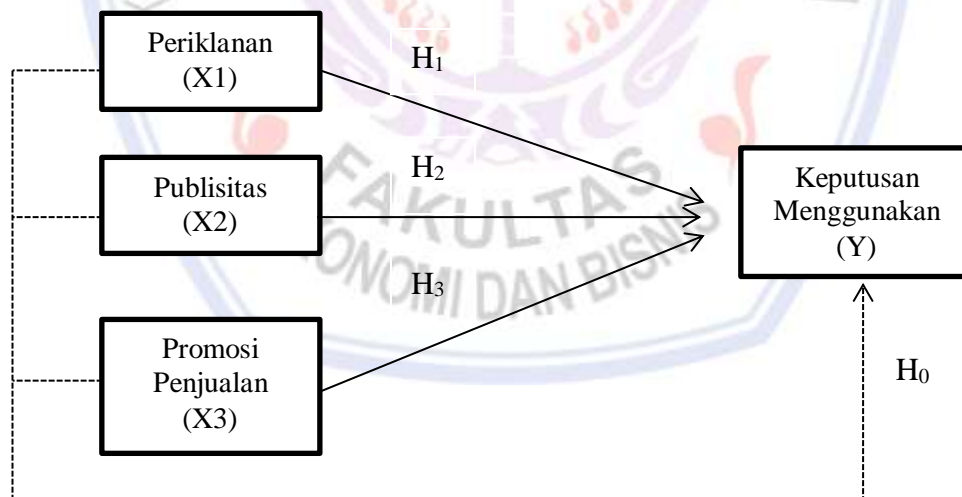 Periklanan
(X1)
H₁
Publisitas
(X2)
H₂
Promosi
Penjualan
(X3)
H₃
Keputusan
Menggunakan
(Y)
H₀
FAKULTAS
EKONOMI DAN BISNIS